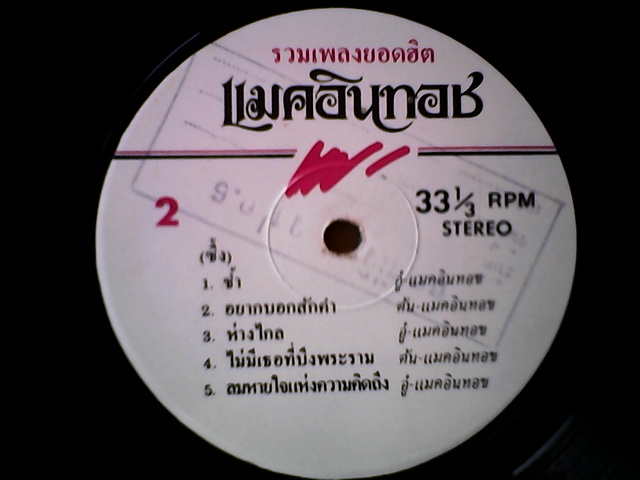 รวมเพลงยอดฮิต
แมคอินทอช
2
33 1/3 RPM
STEREO
(ซึ้ง)
1. ช้ำ อู๋-แมคอินทอช
2. อยากบอกสักคำ ตัน-แมคอินทอช
3. ห่างไกล อู๋-แมคอินทอช
4. ไม่มีเธอที่บึงพระราม ตัน-แมคอินทอช
5. ลมหายใจแห่งความคิดถึง อู๋-แมคอินทอช